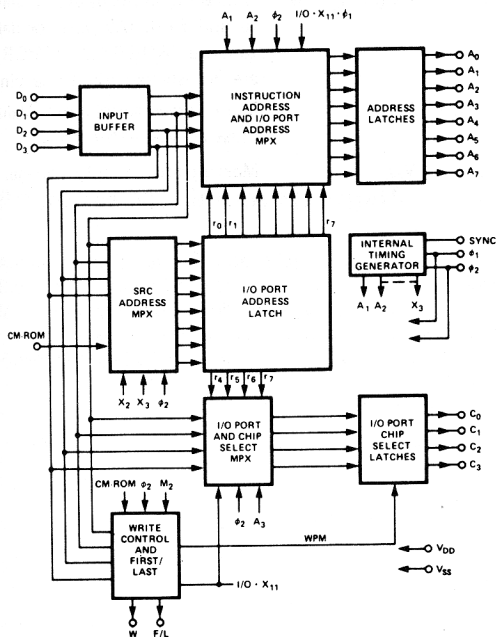 A₁ A₂ ϕ₂ I/O · X₁₁ · ϕ₁
D₀
D₁
D₂
D₃
INPUT
BUFFER
INSTRUCTION
ADDRESS
AND I/O PORT
ADDRESS
MPX
ADDRESS
LATCHES
A₀
A₁
A₂
A₃
A₄
A₅
A₆
A₇
r₀ r₁ r₇
SRC
ADDRESS
MPX
I/O PORT
ADDRESS
LATCH
INTERNAL
TIMING
GENERATOR
SYNC
ϕ₁
ϕ₂
A₁ A₂ X₃
CM-ROM
X₂ X₃ ϕ₂
r₄ r₅ r₆ r₇
I/O PORT
AND CHIP
SELECT
MPX
I/O PORT
CHIP
SELECT
LATCHES
C₀
C₁
C₂
C₃
ϕ₂ A₃
CM-ROM ϕ₂ M₂
WRITE
CONTROL
AND
FIRST/
LAST
WPM
I/O · X₁₁
V_DD
V_SS
W F/L